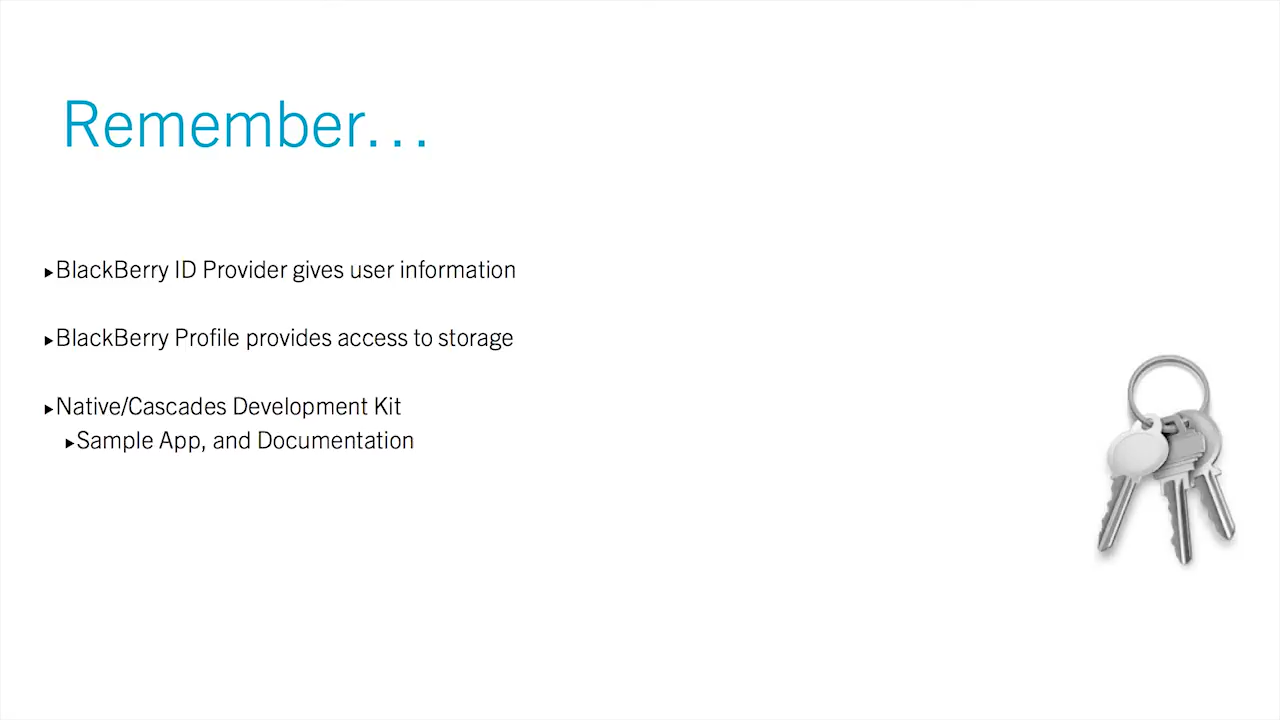 Remember...
▸BlackBerry ID Provider gives user information
▸BlackBerry Profile provides access to storage
▸Native/Cascades Development Kit
▸Sample App, and Documentation